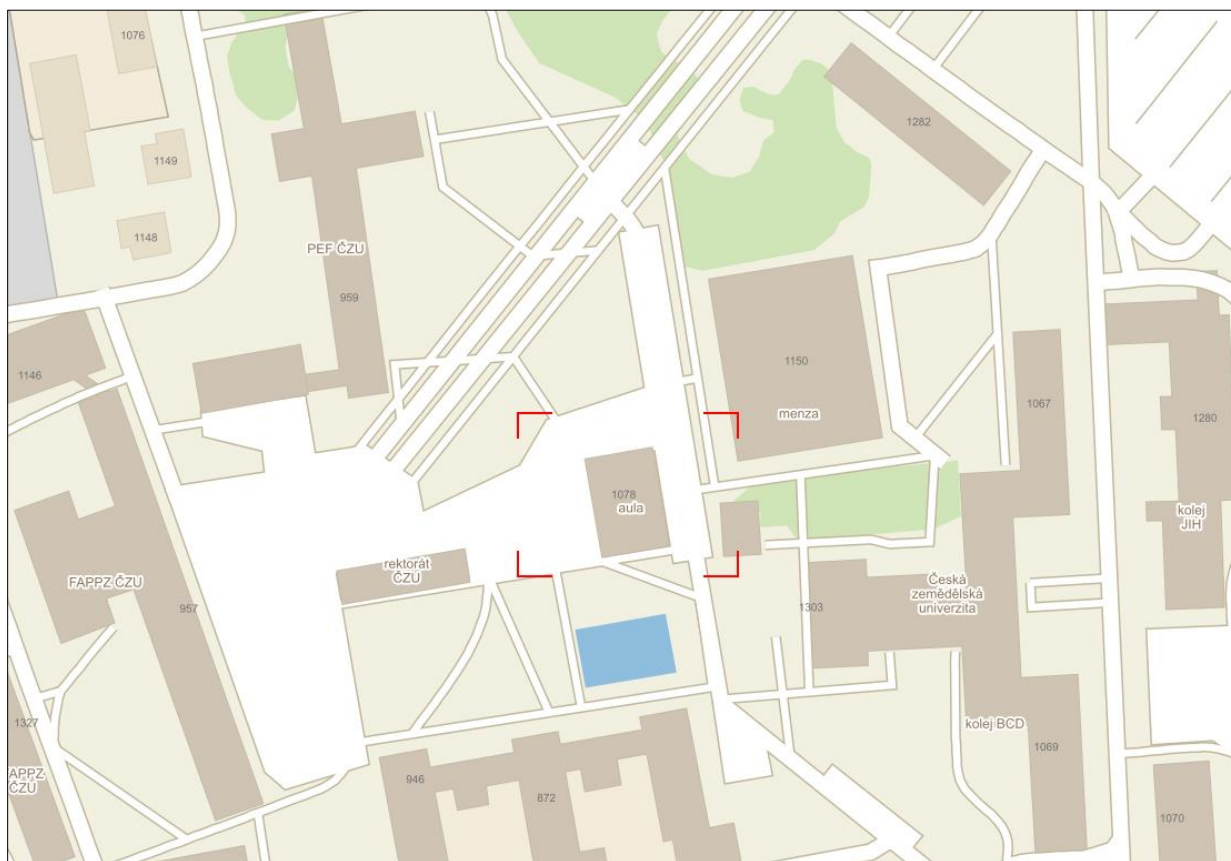 1076
1149
1148
1282
PEF ČZU
959
1146
1150
menza
1067
1280
kolej
JIH
1078
aula
rektorát
ČZU
FAPPZ ČZU
957
Česká
zemědělská
univerzita
1303
1327
APPZ
ČZU
kolej BCD
1069
946
872
1070